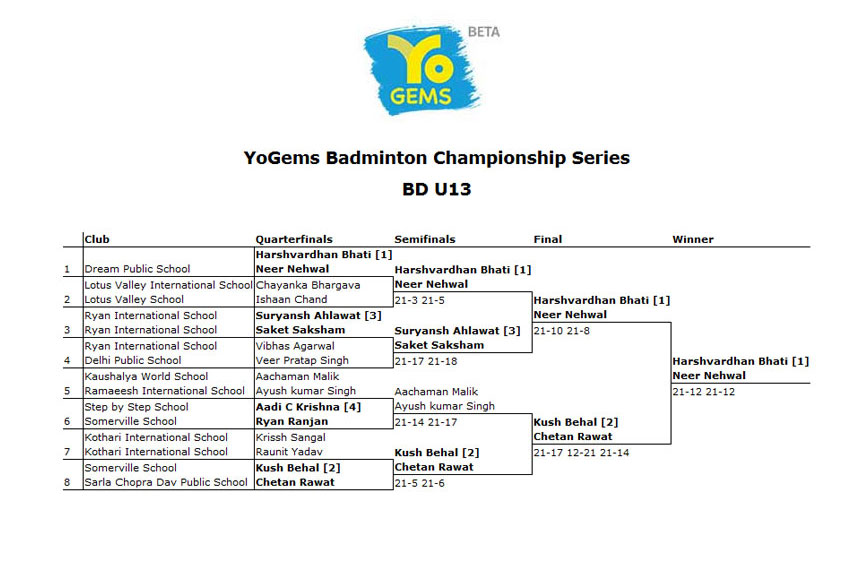 BETA
Yo
GEMS
YoGems Badminton Championship Series
BD U13
Club Quarterfinals Semifinals Final Winner
Harshvardhan Bhati [1]
1 Dream Public School Neer Nehwal Harshvardhan Bhati [1]
Lotus Valley International School Chayanka Bhargava Neer Nehwal
2 Lotus Valley School Ishaan Chand 21-3 21-5 Harshvardhan Bhati [1]
Ryan International School Suryansh Ahlawat [3] Neer Nehwal
3 Ryan International School Saket Saksham Suryansh Ahlawat [3] 21-10 21-8
Ryan International School Vibhas Agarwal Saket Saksham
4 Delhi Public School Veer Pratap Singh 21-17 21-18 Harshvardhan Bhati [1]
Kaushalya World School Aachaman Malik Neer Nehwal
5 Ramaeesh International School Ayush kumar Singh Aachaman Malik 21-12 21-12
Step by Step School Aadi C Krishna [4] Ayush kumar Singh
6 Somerville School Ryan Ranjan 21-14 21-17 Kush Behal [2]
Kothari International School Krissh Sangal Chetan Rawat
7 Kothari International School Raunit Yadav Kush Behal [2] 21-17 12-21 21-14
Somerville School Kush Behal [2] Chetan Rawat
8 Sarla Chopra Dav Public School Chetan Rawat 21-5 21-6